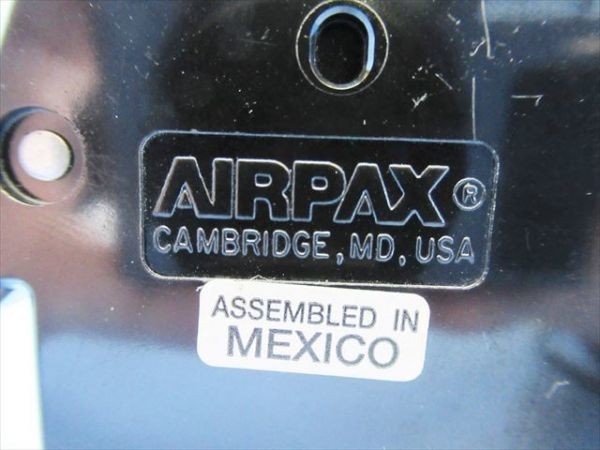 AIRPAX®
CAMBRIDGE, MD. USA
ASSEMBLED IN
MEXICO